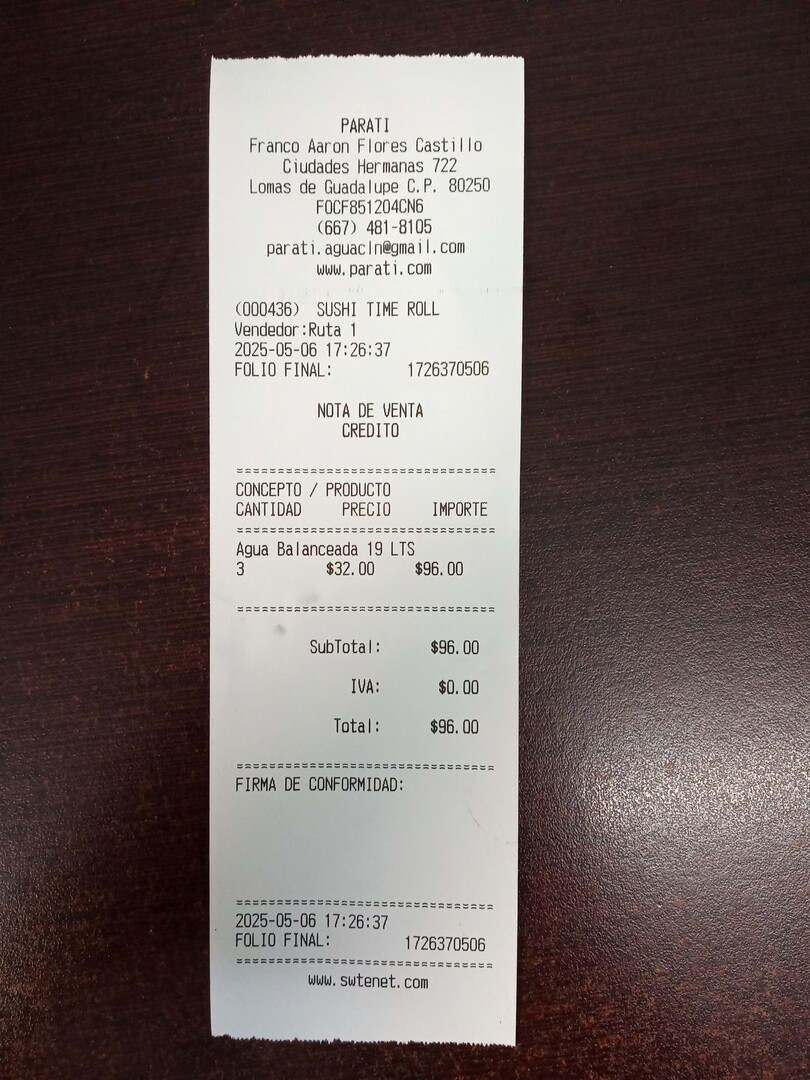 PARATI
Franco Aaron Flores Castillo
Ciudades Hermanas 722
Lomas de Guadalupe C.P. 80250
FOCF851204CN6
(667) 481-8105
parati.aguacln@gmail.com
www.parati.com
(000436) SUSHI TIME ROLL
Vendedor:Ruta 1
2025-05-06 17:26:37
FOLIO FINAL: 1726370506
NOTA DE VENTA
CREDITO
================================
CONCEPTO / PRODUCTO
CANTIDAD PRECIO IMPORTE
================================
Agua Balanceada 19 LTS
3 $32.00 $96.00
================================
SubTotal: $96.00
IVA: $0.00
Total: $96.00
================================
FIRMA DE CONFORMIDAD:
================================
2025-05-06 17:26:37
FOLIO FINAL: 1726370506
================================
www.swtenet.com